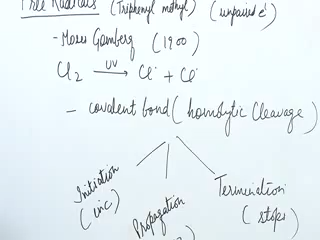 Free Radicals (Triphenyl methyl) (unpaired e⁻)
- Moses Gomberg (1900)
Cl₂ —UV→ Cl· + Cl·
- covalent bond (homolytic Cleavage)
Initiation
(inc)
Propagation
Termination
(stops)